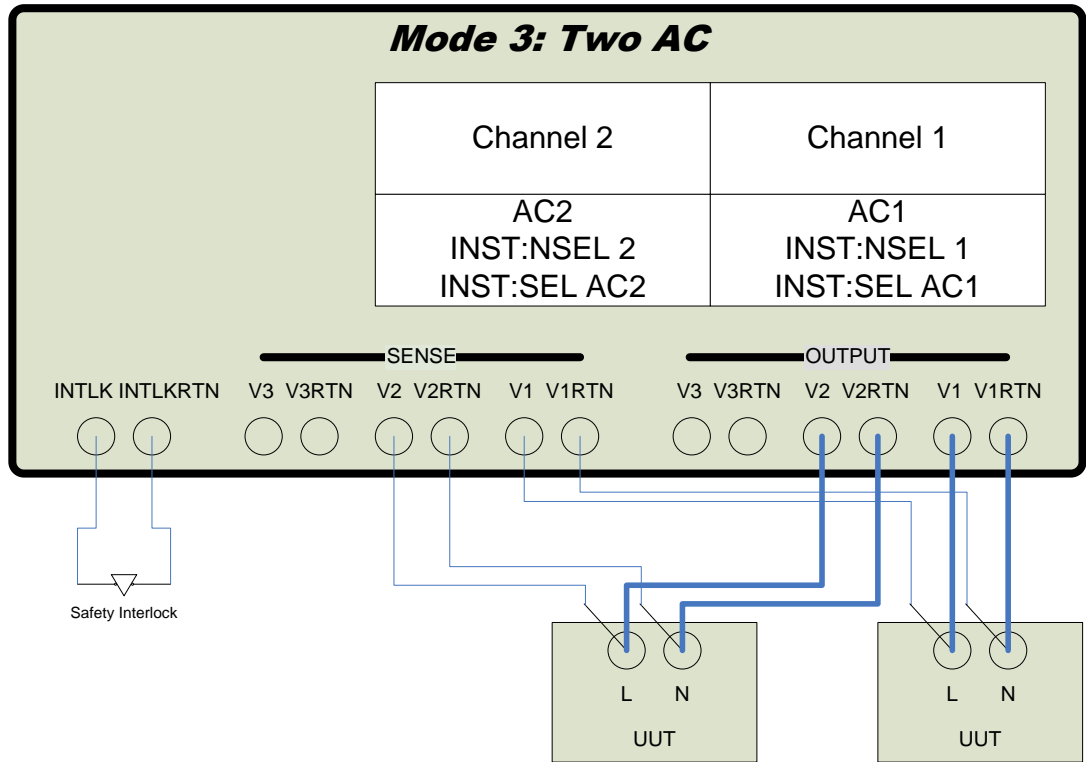 Mode 3: Two AC
Channel 2 Channel 1
AC2 AC1
INST:NSEL 2 INST:NSEL 1
INST:SEL AC2 INST:SEL AC1
SENSE OUTPUT
INTLK INTLKRTN V3 V3RTN V2 V2RTN V1 V1RTN V3 V3RTN V2 V2RTN V1 V1RTN
Safety Interlock
L N L N
UUT UUT